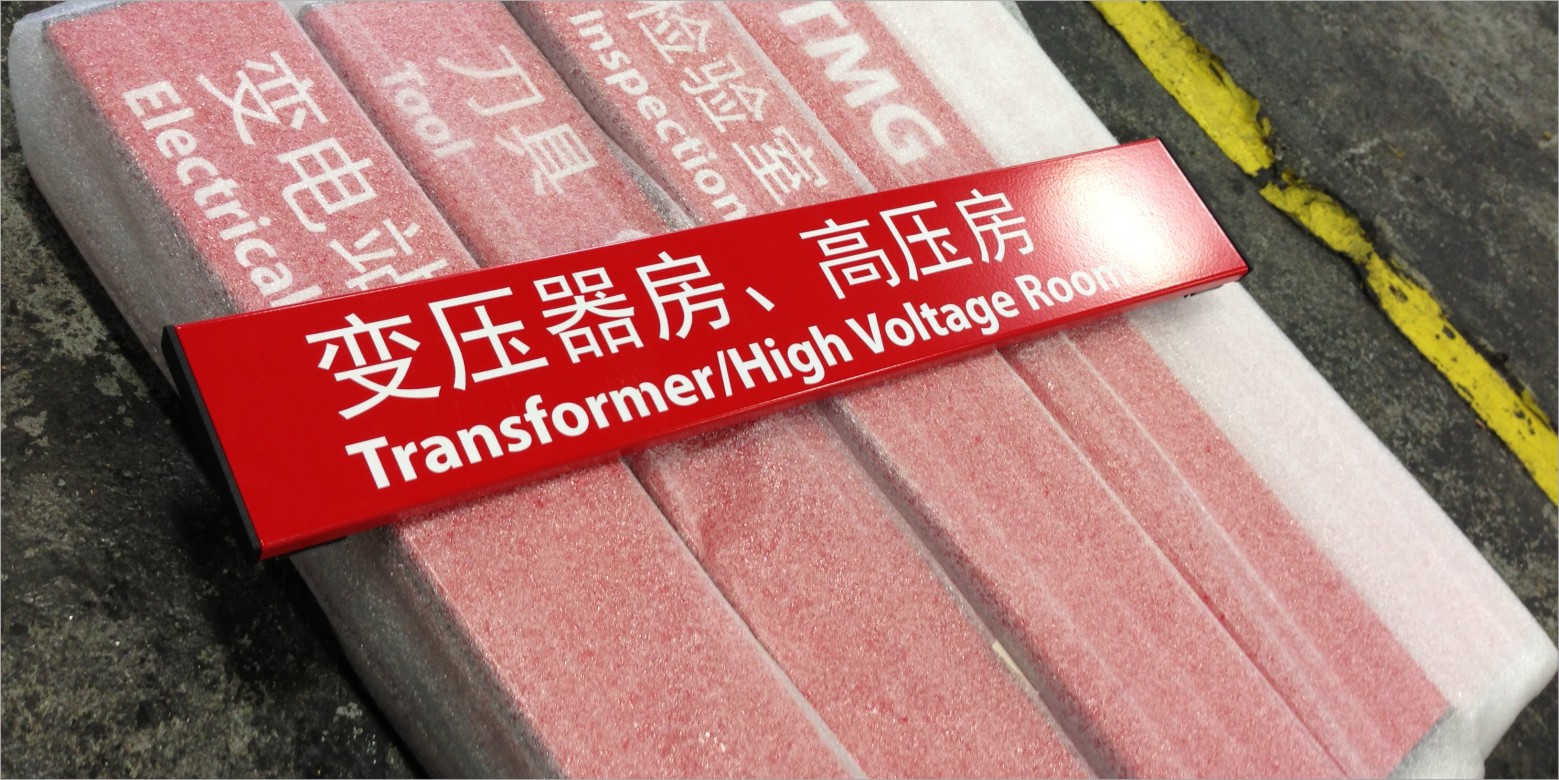 变电站
Electrical
刀具
Tool
检验室
Inspection
TMG
变压器房、高压房
Transformer/High Voltage Room